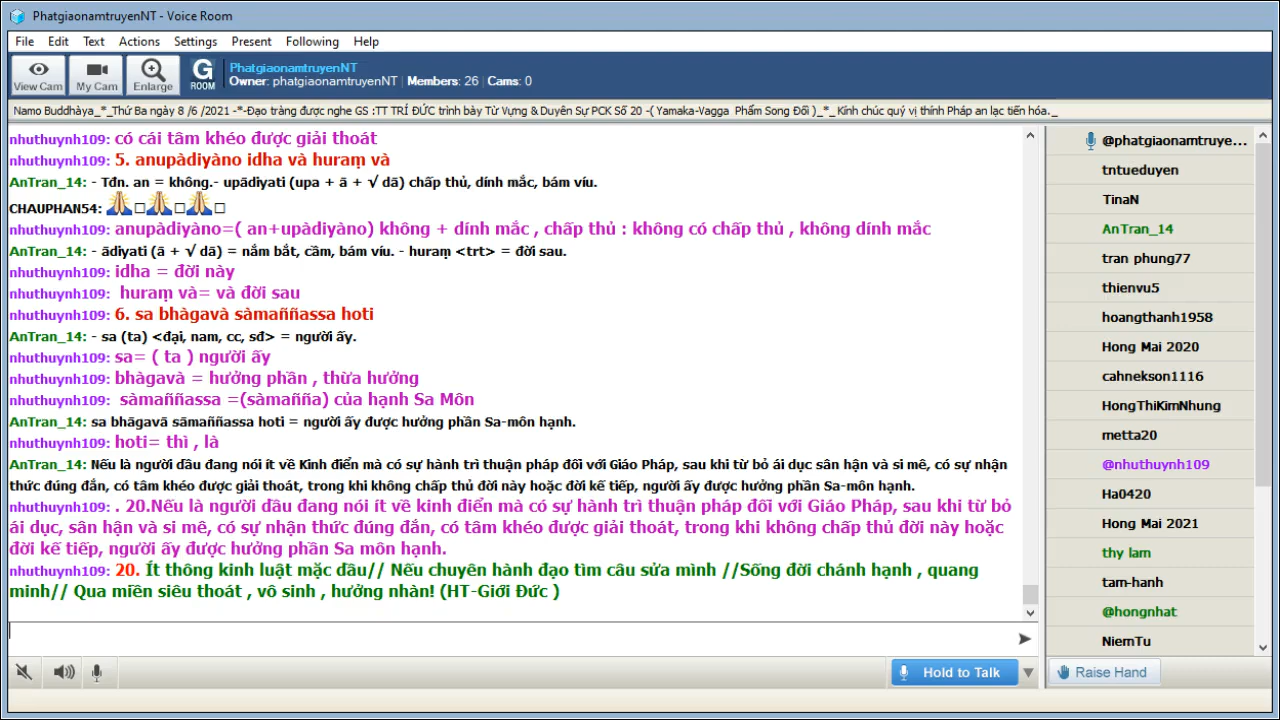 PhatgiaonamtruyenNT - Voice Room
File Edit Text Actions Settings Present Following Help
View Cam My Cam Enlarge G ROOM
PhatgiaonamtruyenNT
Owner: phatgiaonamtruyenNT | Members: 26 | Cams: 0
Namo Buddhàya_*_Thứ Ba ngày 8 /6 /2021 -*-Đạo tràng được nghe GS :TT TRÍ ĐỨC trình bày Từ Vựng & Duyên Sự PCK Số 20 -( Yamaka-Vagga Phẩm Song Đối )_*_ Kính chúc quý vị thính Pháp an lạc tiến hóa._
nhuthuynh109: có cái tâm khéo được giải thoát
nhuthuynh109: 5. anupàdiyàno idha và huraṃ và
AnTran_14: - Tđn. an = không.- upādiyati (upa + ā + √ dā) chấp thủ, dính mắc, bám víu.
CHAUPHAN54: 🙏□🙏□🙏□
nhuthuynh109: anupàdiyàno=( an+upàdiyàno) không + dính mắc , chấp thủ : không có chấp thủ , không dính mắc
AnTran_14: - ādiyati (ā + √ dā) = nắm bắt, cầm, bám víu. - huraṃ <trt> = đời sau.
nhuthuynh109: idha = đời này
nhuthuynh109: huraṃ và= và đời sau
nhuthuynh109: 6. sa bhàgavà sàmaññassa hoti
AnTran_14: - sa (ta) <đại, nam, cc, sđ> = người ấy.
nhuthuynh109: sa= ( ta ) người ấy
nhuthuynh109: bhàgavà = hưởng phần , thừa hưởng
nhuthuynh109: sàmaññassa =(sàmañña) của hạnh Sa Môn
AnTran_14: sa bhāgavā sāmaññassa hoti = người ấy được hưởng phần Sa-môn hạnh.
nhuthuynh109: hoti= thì , là
AnTran_14: Nếu là người dầu đang nói ít về Kinh điển mà có sự hành trì thuận pháp đối với Giáo Pháp, sau khi từ bỏ ái dục sân hận và si mê, có sự nhận
thức đúng đắn, có tâm khéo được giải thoát, trong khi không chấp thủ đời này hoặc đời kế tiếp, người ấy được hưởng phần Sa-môn hạnh.
nhuthuynh109: . 20.Nếu là người dầu đang nói ít về kinh điển mà có sự hành trì thuận pháp đối với Giáo Pháp, sau khi từ bỏ
ái dục, sân hận và si mê, có sự nhận thức đúng đắn, có tâm khéo được giải thoát, trong khi không chấp thủ đời này hoặc
đời kế tiếp, người ấy được hưởng phần Sa môn hạnh.
nhuthuynh109: 20. Ít thông kinh luật mặc dầu// Nếu chuyên hành đạo tìm câu sửa mình //Sống đời chánh hạnh , quang
minh// Qua miền siêu thoát , vô sinh , hưởng nhàn! (HT-Giới Đức )
@phatgiaonamtruye...
tntueduyen
TinaN
AnTran_14
tran phung77
thienvu5
hoangthanh1958
Hong Mai 2020
cahnekson1116
HongThiKimNhung
metta20
@nhuthuynh109
Ha0420
Hong Mai 2021
thy lam
tam-hanh
@hongnhat
NiemTu
Hold to Talk
Raise Hand